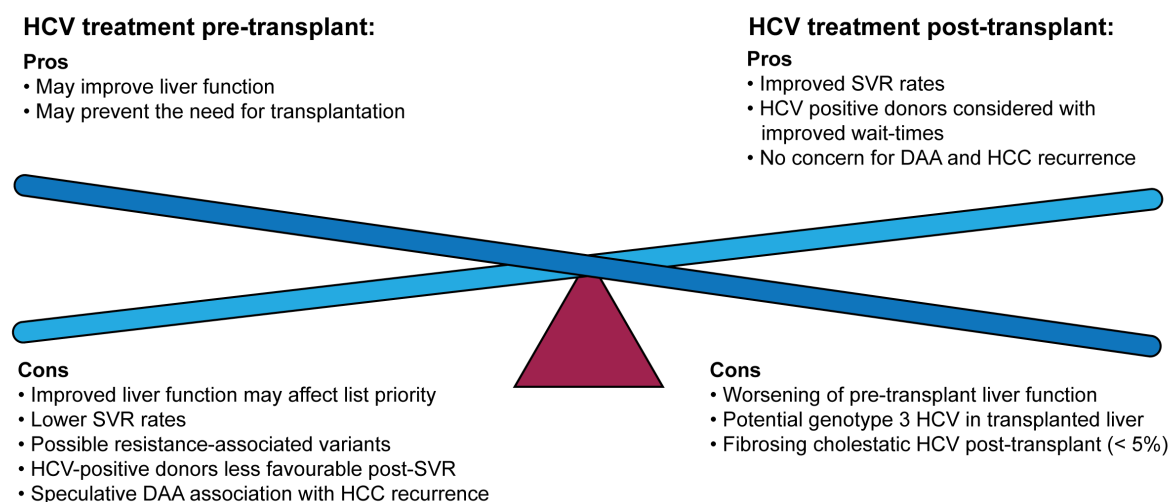 HCV treatment pre-transplant:
Pros
• May improve liver function
• May prevent the need for transplantation
HCV treatment post-transplant:
Pros
• Improved SVR rates
• HCV positive donors considered with
improved wait-times
• No concern for DAA and HCC recurrence
Cons
• Improved liver function may affect list priority
• Lower SVR rates
• Possible resistance-associated variants
• HCV-positive donors less favourable post-SVR
• Speculative DAA association with HCC recurrence
Cons
• Worsening of pre-transplant liver function
• Potential genotype 3 HCV in transplanted liver
• Fibrosing cholestatic HCV post-transplant (< 5%)